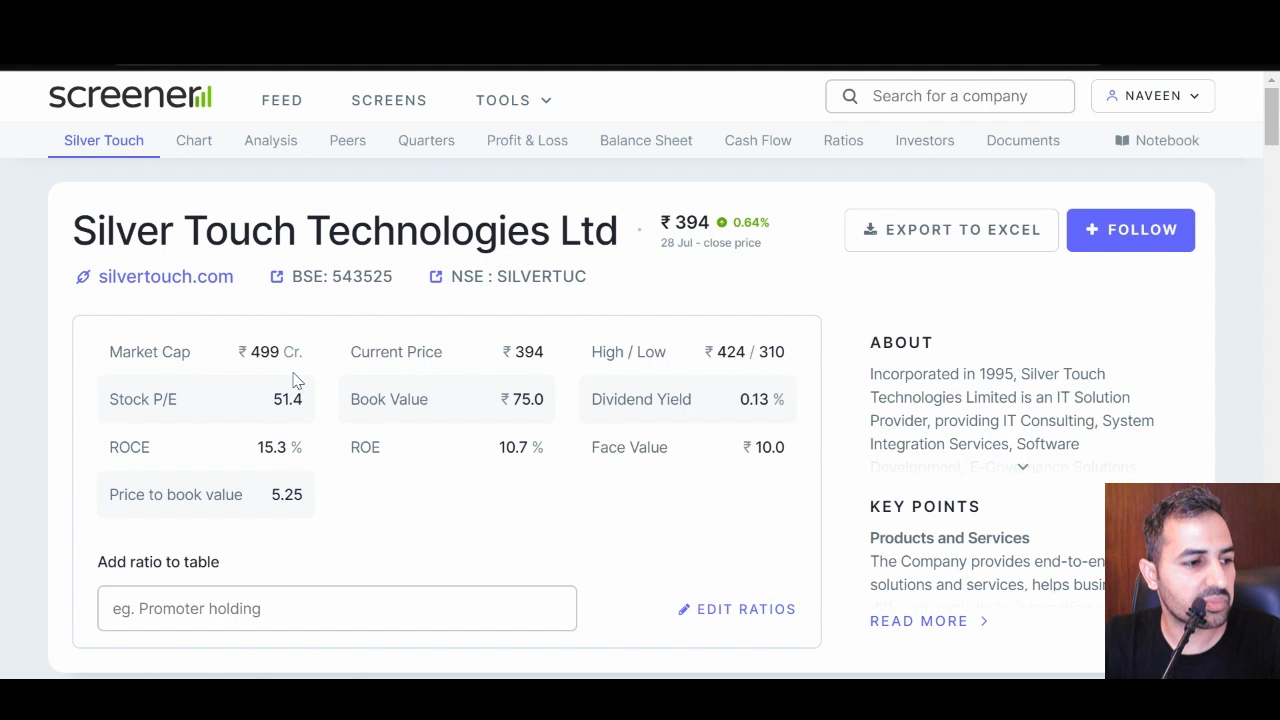 screener
FEED SCREENS TOOLS
Search for a company
NAVEEN
Silver Touch Chart Analysis Peers Quarters Profit & Loss Balance Sheet Cash Flow Ratios Investors Documents Notebook
Silver Touch Technologies Ltd
₹ 394 0.64%
28 Jul - close price
EXPORT TO EXCEL
FOLLOW
silvertouch.com BSE: 543525 NSE : SILVERTUC
Market Cap ₹ 499 Cr. Current Price ₹ 394 High / Low ₹ 424 / 310
Stock P/E 51.4 Book Value ₹ 75.0 Dividend Yield 0.13 %
ROCE 15.3 % ROE 10.7 % Face Value ₹ 10.0
Price to book value 5.25
Add ratio to table
eg. Promoter holding
EDIT RATIOS
ABOUT
Incorporated in 1995, Silver Touch
Technologies Limited is an IT Solution
Provider, providing IT Consulting, System
Integration Services, Software
Development, E-Governance Solutions
KEY POINTS
Products and Services
The Company provides end-to-en
solutions and services, helps busi
READ MORE